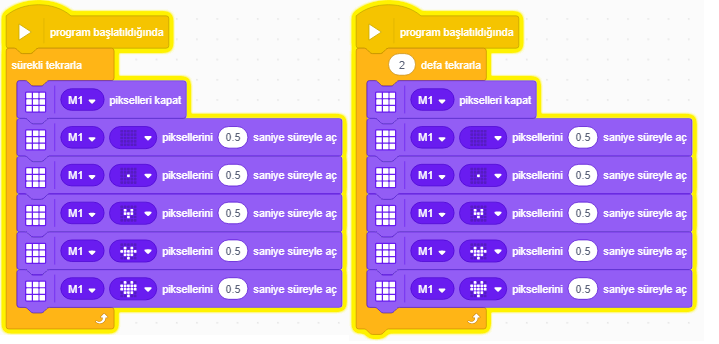 program başlatıldığında
sürekli tekrarla
M1 pikselleri kapat
M1 piksellerini 0.5 saniye süreyle aç
M1 piksellerini 0.5 saniye süreyle aç
M1 piksellerini 0.5 saniye süreyle aç
M1 piksellerini 0.5 saniye süreyle aç
M1 piksellerini 0.5 saniye süreyle aç
program başlatıldığında
2 defa tekrarla
M1 pikselleri kapat
M1 piksellerini 0.5 saniye süreyle aç
M1 piksellerini 0.5 saniye süreyle aç
M1 piksellerini 0.5 saniye süreyle aç
M1 piksellerini 0.5 saniye süreyle aç
M1 piksellerini 0.5 saniye süreyle aç